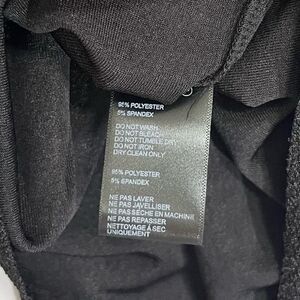 95% POLYESTER
5% SPANDEX
DO NOT WASH
DO NOT BLEACH
DO NOT TUMBLE DRY
DO NOT IRON
DRY CLEAN ONLY
95% POLYESTER
5% SPANDEX
NE PAS LAVER
NE PAS JAVELLISER
NE PAS SÈCHE EN MACHINE
NE PAS REPASSER
NETTOYAGE À SEC
UNIQUEMENT